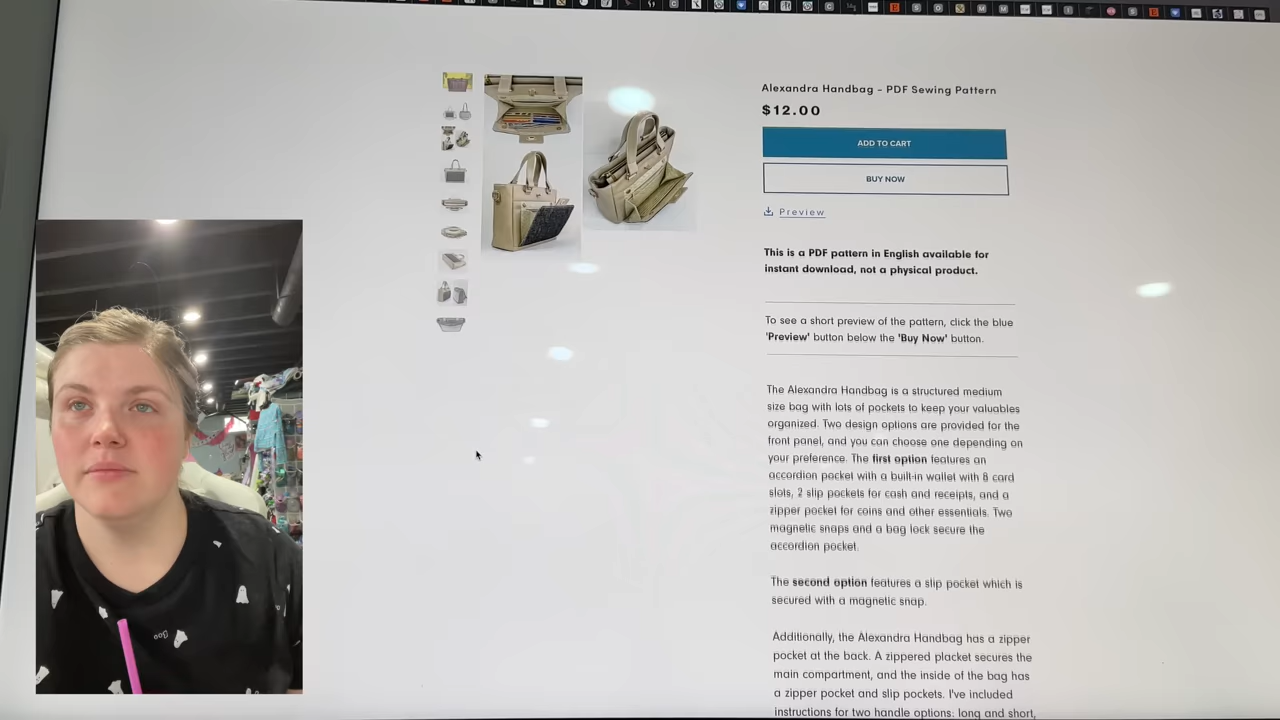 Alexandra Handbag - PDF Sewing Pattern
$12.00
ADD TO CART
BUY NOW
Preview
This is a PDF pattern in English available for
instant download, not a physical product.
To see a short preview of the pattern, click the blue
'Preview' button below the 'Buy Now' button.
The Alexandra Handbag is a structured medium
size bag with lots of pockets to keep your valuables
organized. Two design options are provided for the
front panel, and you can choose one depending on
your preference. The first option features an
accordion pocket with a built-in wallet with 8 card
slots, 2 slip pockets for cash and receipts, and a
zipper pocket for coins and other essentials. Two
magnetic snaps and a bag lock secure the
accordion pocket.
The second option features a slip pocket which is
secured with a magnetic snap.
Additionally, the Alexandra Handbag has a zipper
pocket at the back. A zippered placket secures the
main compartment, and the inside of the bag has
a zipper pocket and slip pockets. I've included
instructions for two handle options: long and short,
Boo